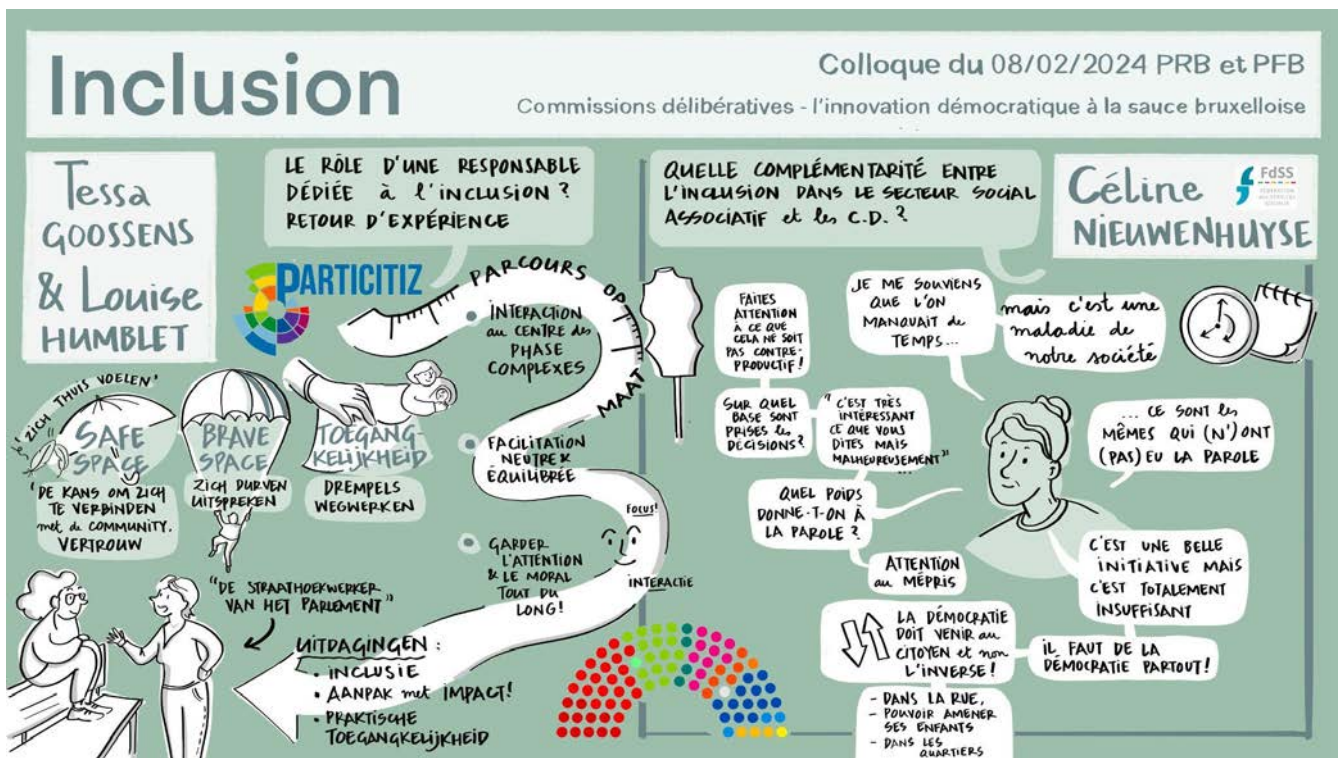 Inclusion
Colloque du 08/02/2024 PRB et PFB
Commissions délibératives - l'innovation démocratique à la sauce bruxelloise
Tessa
GOOSSENS
& Louise
HUMBLET
LE RÔLE D'UNE RESPONSABLE
DÉDIÉE à l'INCLUSION ?
RETOUR D'EXPÉRIENCE
PARTICITIZ
PARCOURS OP
MAAT
INTERACTION
au CENTRE des
PHASE
COMPLEXES
FACILITATION
NEUTRE &
ÉQUILIBRÉE
GARDER
L'ATTENTION
& LE MORAL
TOUT DU
LONG!
FOCUS!
INTERACTIE
'ZICH THUIS VOELEN'
SAFE
SPACE
"DE KANS OM ZICH
TE VERBINDEN
met de COMMUNITY.
VERTROUW
BRAVE
SPACE
ZICH DURVEN
UITSPREKEN
TOEGANG-
KELIJKHEID
DREMPELS
WEGWERKEN
"DE STRAATHOEKWERKER
VAN HET PARLEMENT"
UITDAGINGEN :
• INCLUSIE
• AANPAK met IMPACT!
• PRAKTISCHE
TOEGANGKELIJKHEID
QUELLE COMPLÉMENTARITÉ ENTRE
L'INCLUSION DANS LE SECTEUR SOCIAL
ASSOCIATIF et les C.D. ?
Céline
NIEUWENHUYSE
FdSS
JE ME SOUVIENS
QUE L'ON
MANQUAIT de
TEMPS...
mais c'est une
maladie de
notre société
FAITES
ATTENTION
À CE QUE
CELA NE SOIT
PAS CONTRE-
PRODUCTIF!
SUR QUEL
BASE SONT
PRISES les
DÉCISIONS?
"C'EST TRÈS
INTÉRESSANT
CE QUE VOUS
DITES MAIS
MALHEUREUSEMENT"
...
QUEL POIDS
DONNE-T-ON À
LA PAROLE ?
ATTENTION
au MÉPRIS
... CE SONT les
MÊMES QUI (N')ONT
(PAS) EU LA PAROLE
C'EST UNE BELLE
INITIATIVE MAIS
C'EST TOTALEMENT
INSUFFISANT
IL FAUT DE LA
DÉMOCRATIE PARTOUT!
LA DÉMOCRATIE
DOIT VENIR au
CITOYEN et non
L'INVERSE!
- DANS LA RUE,
- POUVOIR AMENER
SES ENFANTS
- DANS LES
QUARTIERS